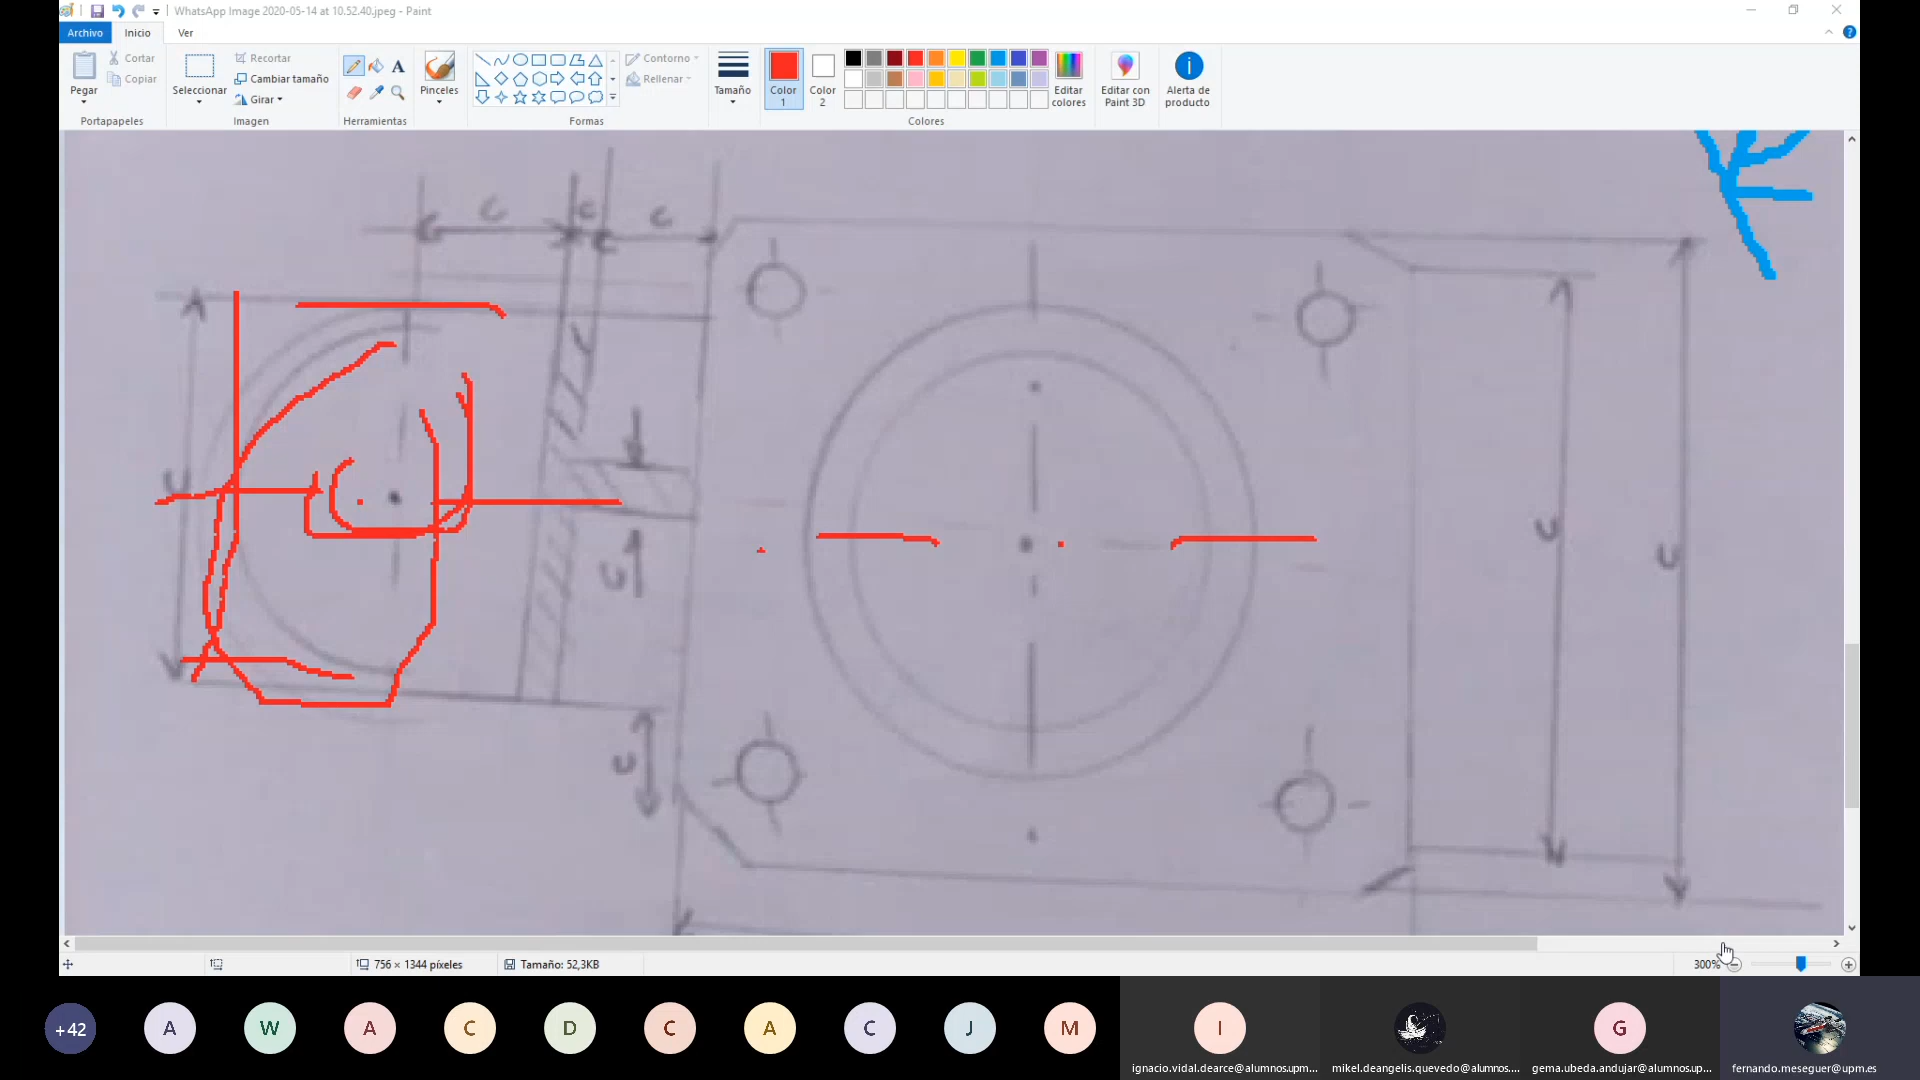 WhatsApp Image 2020-05-14 at 10.52.40.jpeg - Paint
Archivo Inicio Ver
Pegar
Cortar
Copiar
Portapapeles
Seleccionar
Recortar
Cambiar tamaño
Girar
Imagen
A
Herramientas
Pinceles
Contorno
Rellenar
Formas
Tamaño
Color 1
Color 2
Editar colores
Colores
Editar con Paint 3D
Alerta de producto
c c c
c
c
c
c
c
756 × 1344 píxeles
Tamaño: 52,3KB
300%
+42 A W A C D C A C J M I G
ignacio.vidal.dearce@alumnos.upm...
mikel.deangelis.quevedo@alumnos....
gema.ubeda.andujar@alumnos.up...
fernando.meseguer@upm.es